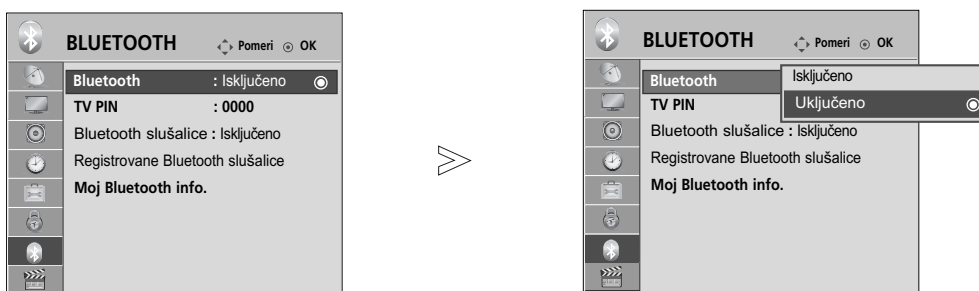 BLUETOOTH Pomeri OK
Bluetooth : Isključeno
TV PIN : 0000
Bluetooth slušalice : Isključeno
Registrovane Bluetooth slušalice
Moj Bluetooth info.
BLUETOOTH Pomeri OK
Bluetooth Isključeno
Uključeno
TV PIN
Bluetooth slušalice : Isključeno
Registrovane Bluetooth slušalice
Moj Bluetooth info.